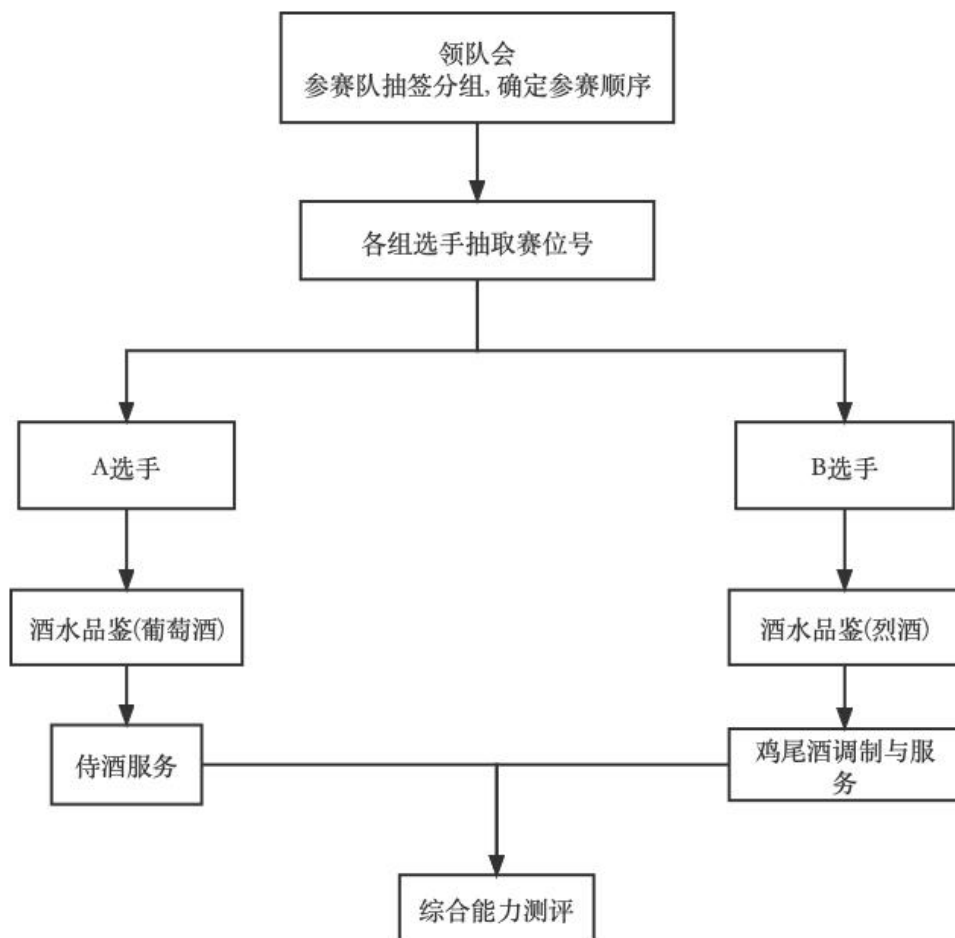 领队会
参赛队抽签分组, 确定参赛顺序
各组选手抽取赛位号
A选手
B选手
酒水品鉴(葡萄酒)
酒水品鉴(烈酒)
侍酒服务
鸡尾酒调制与服
务
综合能力测评